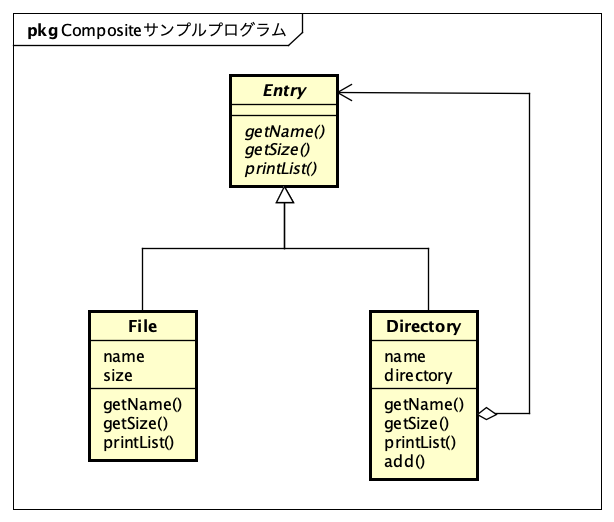 pkg Compositeサンプルプログラム
Entry
getName()
getSize()
printList()
File
name
size
getName()
getSize()
printList()
Directory
name
directory
getName()
getSize()
printList()
add()